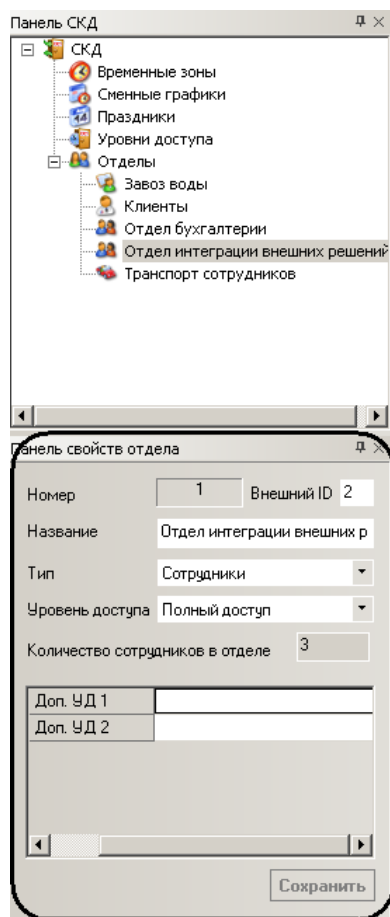 Панель СКД
СКД
Временные зоны
Сменные графики
Праздники
Уровни доступа
Отделы
Завоз воды
Клиенты
Отдел бухгалтерии
Отдел интеграции внешних решений
Транспорт сотрудников
Панель свойств отдела
Номер 1 Внешний ID 2
Название Отдел интеграции внешних р
Тип Сотрудники
Уровень доступа Полный доступ
Количество сотрудников в отделе 3
Доп. УД 1
Доп. УД 2
Сохранить